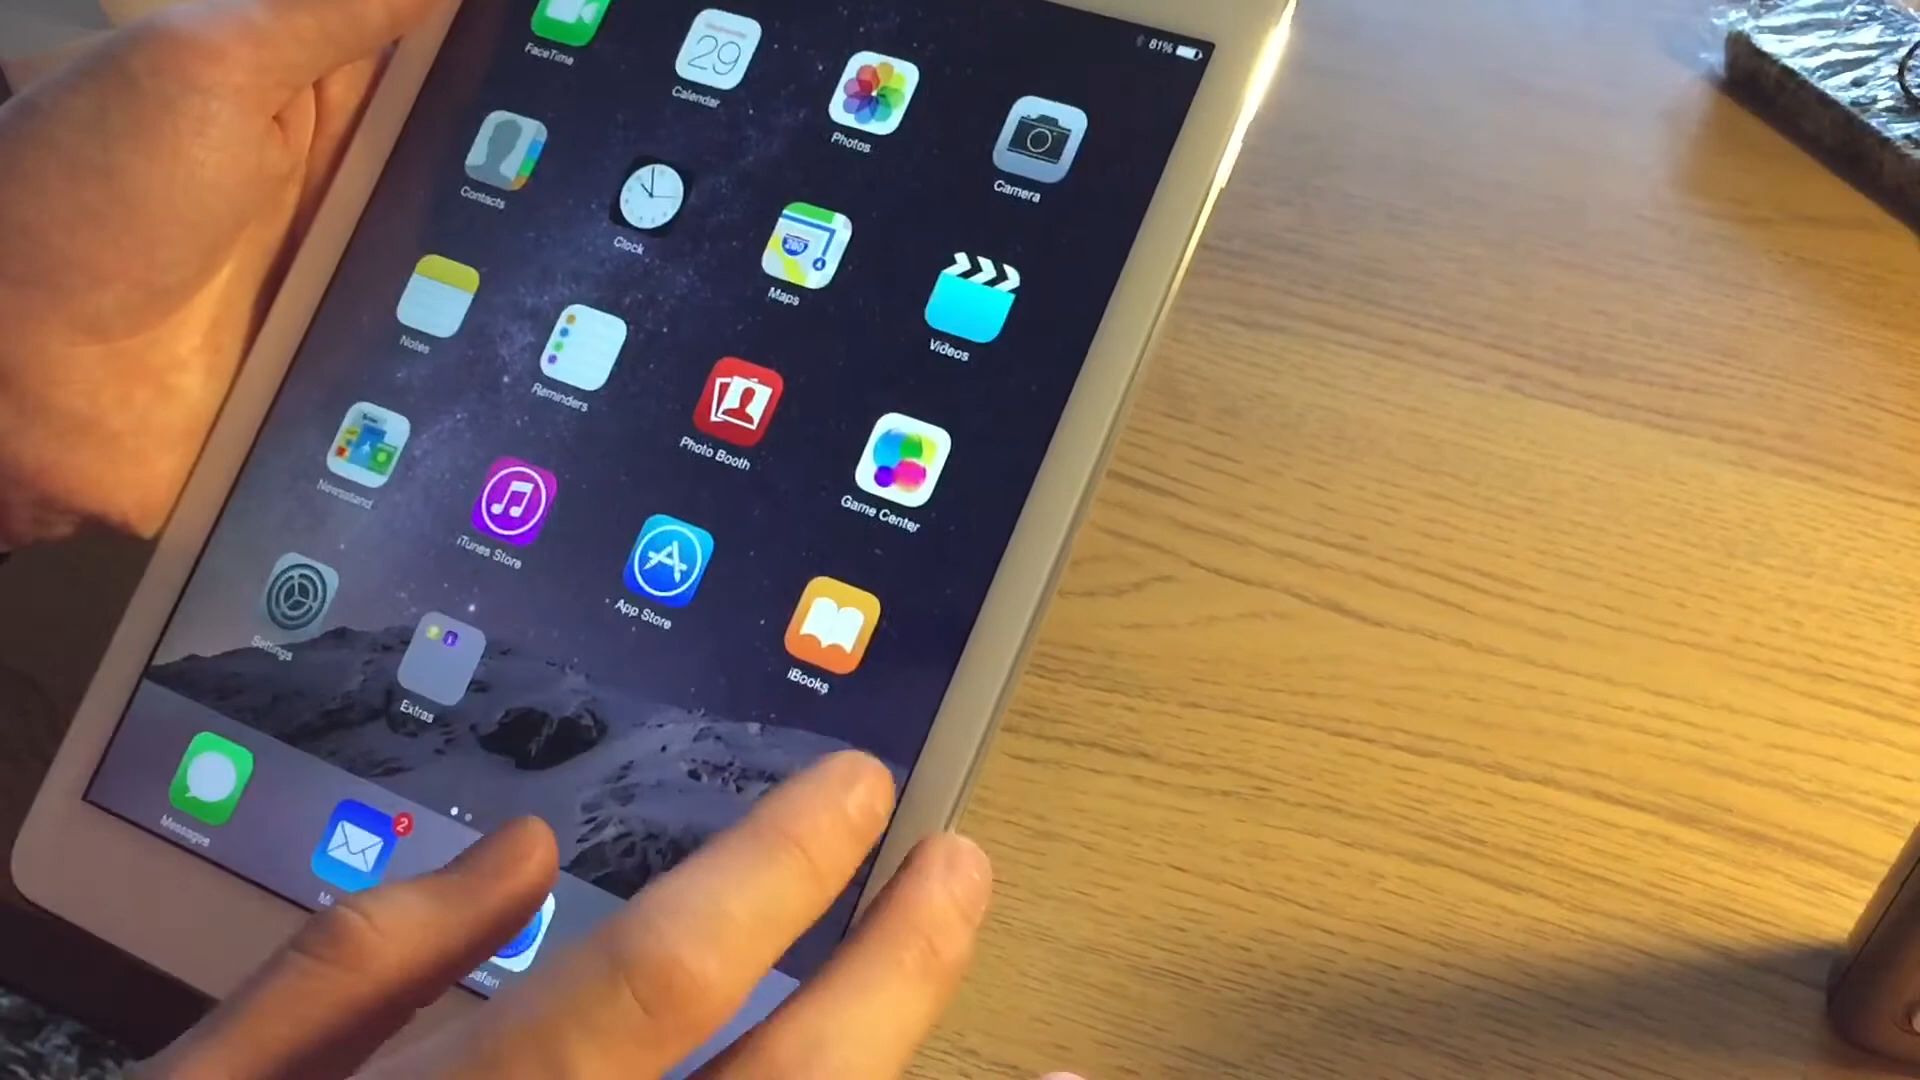 81%
FaceTime
29
Calendar
Photos
Camera
Contacts
Clock
280
Maps
Videos
Notes
Reminders
Photo Booth
Game Center
Newsstand
iTunes Store
App Store
iBooks
Settings
Extras
Messages
2